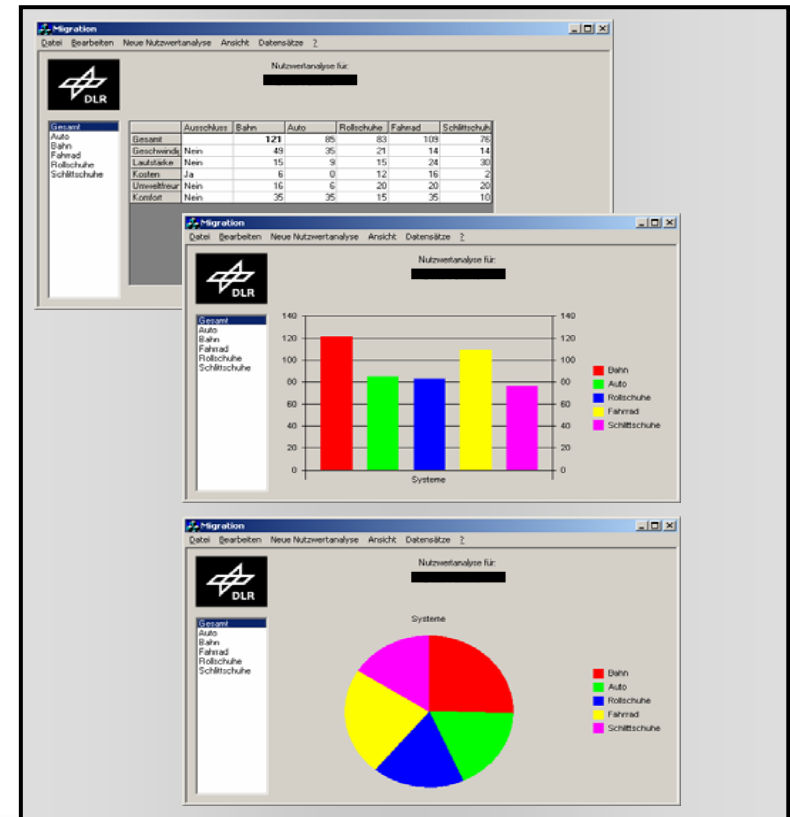 Migration
Datei Bearbeiten Neue Nutzwertanalyse Ansicht Datensätze ?
Nutzwertanalyse für:
DLR
Gesamt
Auto
Bahn
Fahrrad
Rollschuhe
Schlittschuhe
Ausschluss Bahn Auto Rollschuhe Fahrrad Schlittschuh
Gesamt 121 85 83 109 76
Geschwindig Nein 49 35 21 14 14
Lautstärke Nein 15 9 15 24 30
Kosten Ja 6 0 12 16 2
Umweltfreun Nein 16 6 20 20 20
Komfort Nein 35 35 15 35 10
Migration
Datei Bearbeiten Neue Nutzwertanalyse Ansicht Datensätze ?
Nutzwertanalyse für:
DLR
Gesamt
Auto
Bahn
Fahrrad
Rollschuhe
Schlittschuhe
140 140
120 120
100 100
80 80
60 60
40 40
20 20
0 0
Systeme
Bahn
Auto
Rollschuhe
Fahrrad
Schlittschuhe
Migration
Datei Bearbeiten Neue Nutzwertanalyse Ansicht Datensätze ?
Nutzwertanalyse für:
DLR
Gesamt
Auto
Bahn
Fahrrad
Rollschuhe
Schlittschuhe
Systeme
Bahn
Auto
Rollschuhe
Fahrrad
Schlittschuhe